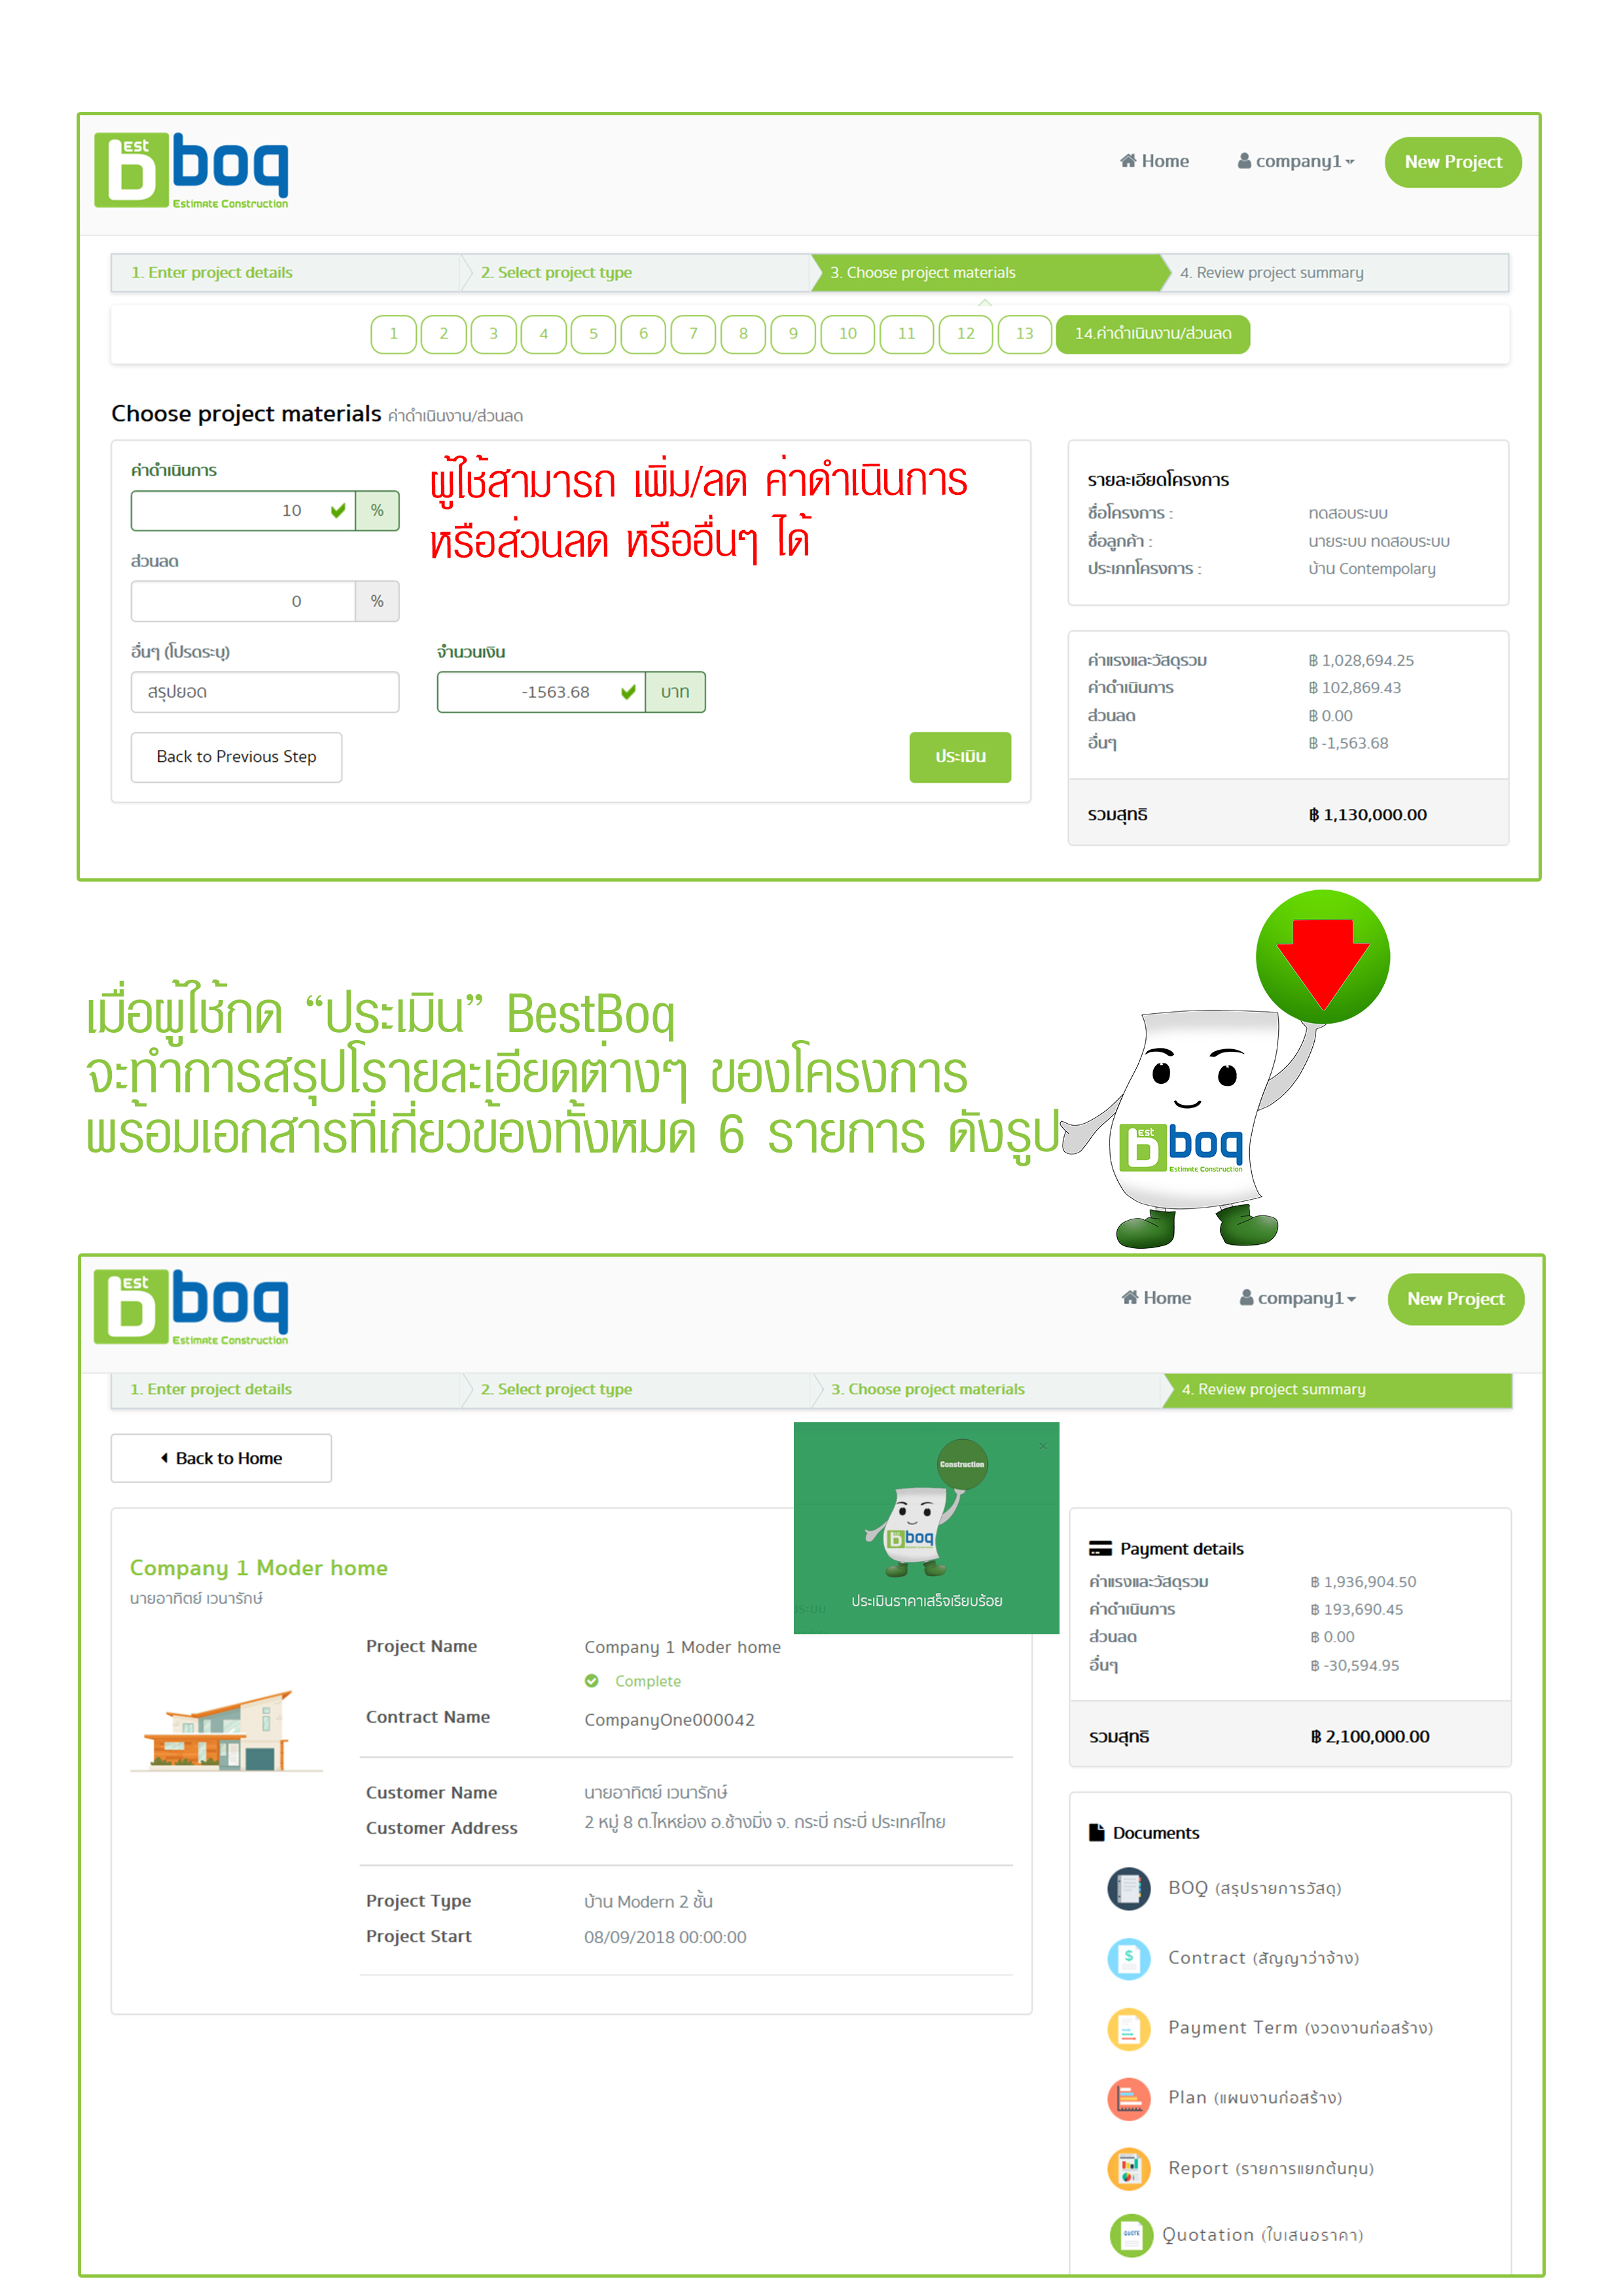 Best boq
Estimate Construction
Home company1 New Project
1. Enter project details 2. Select project type 3. Choose project materials 4. Review project summary
1 2 3 4 5 6 7 8 9 10 11 12 13 14.ค่าดำเนินงาน/ส่วนลด
Choose project materials ค่าดำเนินงาน/ส่วนลด
ค่าดำเนินการ
10 %
ส่วนลด
0 %
อื่นๆ (โปรดระบุ) จำนวนเงิน
สรุปยอด -1563.68 บาท
Back to Previous Step ประเมิน
ผู้ใช้สามารถ เพิ่ม/ลด ค่าดำเนินการ
หรือส่วนลด หรืออื่นๆ ได้
รายละเอียดโครงการ
ชื่อโครงการ : ทดสอบระบบ
ชื่อลูกค้า : นายระบบ ทดสอบระบบ
ประเภทโครงการ : บ้าน Contempolary
ค่าแรงและวัสดุรวม ฿ 1,028,694.25
ค่าดำเนินการ ฿ 102,869.43
ส่วนลด ฿ 0.00
อื่นๆ ฿ -1,563.68
รวมสุทธิ ฿ 1,130,000.00
เมื่อผู้ใช้กด “ประเมิน” BestBoq
จะทำการสรุปโรายละเอียดต่างๆ ของโครงการ
พร้อมเอกสารที่เกี่ยวข้องทั้งหมด 6 รายการ ดังรูป
Best boq
Estimate Construction
Best boq
Estimate Construction
Home company1 New Project
1. Enter project details 2. Select project type 3. Choose project materials 4. Review project summary
Back to Home
Construction
boq
ประเมินราคาเสร็จเรียบร้อย
Company 1 Moder home
นายอาทิตย์ เวนารักษ์
Project Name Company 1 Moder home
Complete
Contract Name CompanyOne000042
Customer Name นายอาทิตย์ เวนารักษ์
Customer Address 2 หมู่ 8 ต.ไหหย่อง อ.ช้างมิ่ง จ. กระบี่ กระบี่ ประเทศไทย
Project Type บ้าน Modern 2 ชั้น
Project Start 08/09/2018 00:00:00
Payment details
ค่าแรงและวัสดุรวม ฿ 1,936,904.50
ค่าดำเนินการ ฿ 193,690.45
ส่วนลด ฿ 0.00
อื่นๆ ฿ -30,594.95
รวมสุทธิ ฿ 2,100,000.00
Documents
BOQ (สรุปรายการวัสดุ)
Contract (สัญญาว่าจ้าง)
Payment Term (งวดงานก่อสร้าง)
Plan (แผนงานก่อสร้าง)
Report (รายการแยกต้นทุน)
QUOTE
Quotation (ใบเสนอราคา)